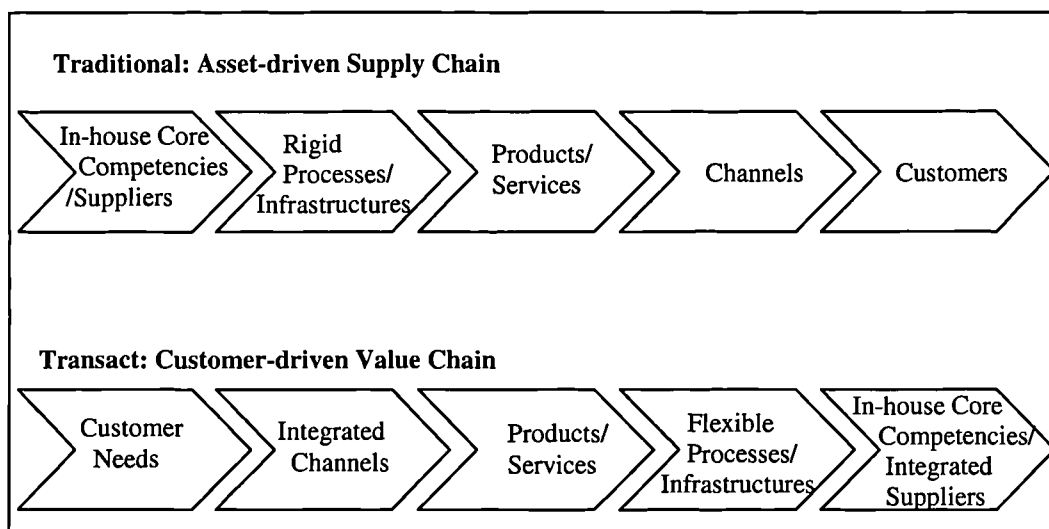 Traditional: Asset-driven Supply Chain
In-house Core
Competencies
/Suppliers
Rigid
Processes/
Infrastructures
Products/
Services
Channels
Customers
Transact: Customer-driven Value Chain
Customer
Needs
Integrated
Channels
Products/
Services
Flexible
Processes/
Infrastructures
In-house Core
Competencies/
Integrated
Suppliers